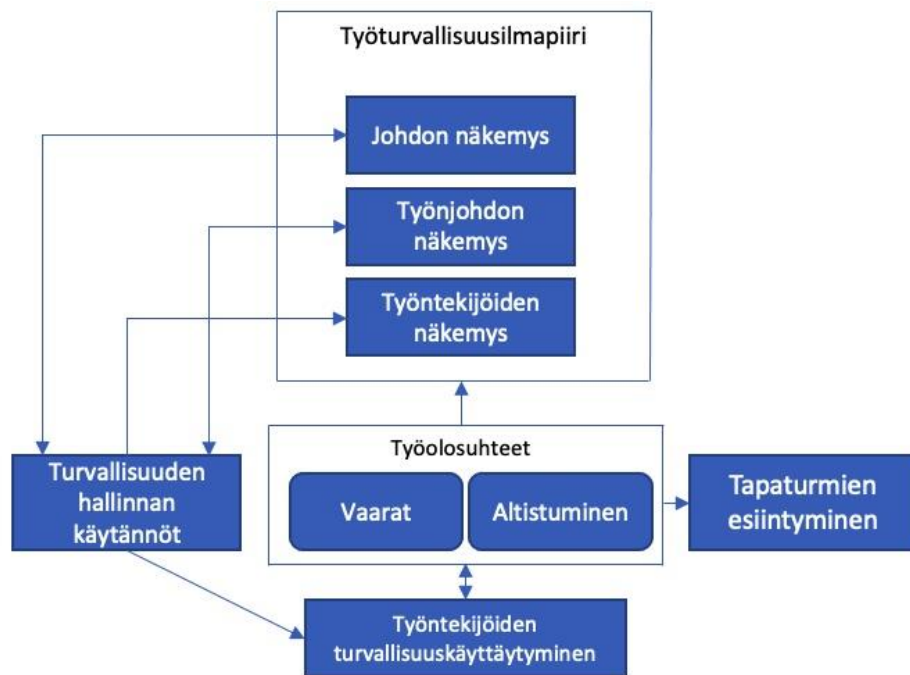 Työturvallisuusilmapiiri
Johdon näkemys
Työnjohdon
näkemys
Työntekijöiden
näkemys
Työolosuhteet
Vaarat
Altistuminen
Turvallisuuden
hallinnan
käytännöt
Tapaturmien
esiintyminen
Työntekijöiden
turvallisuuskäyttäytyminen